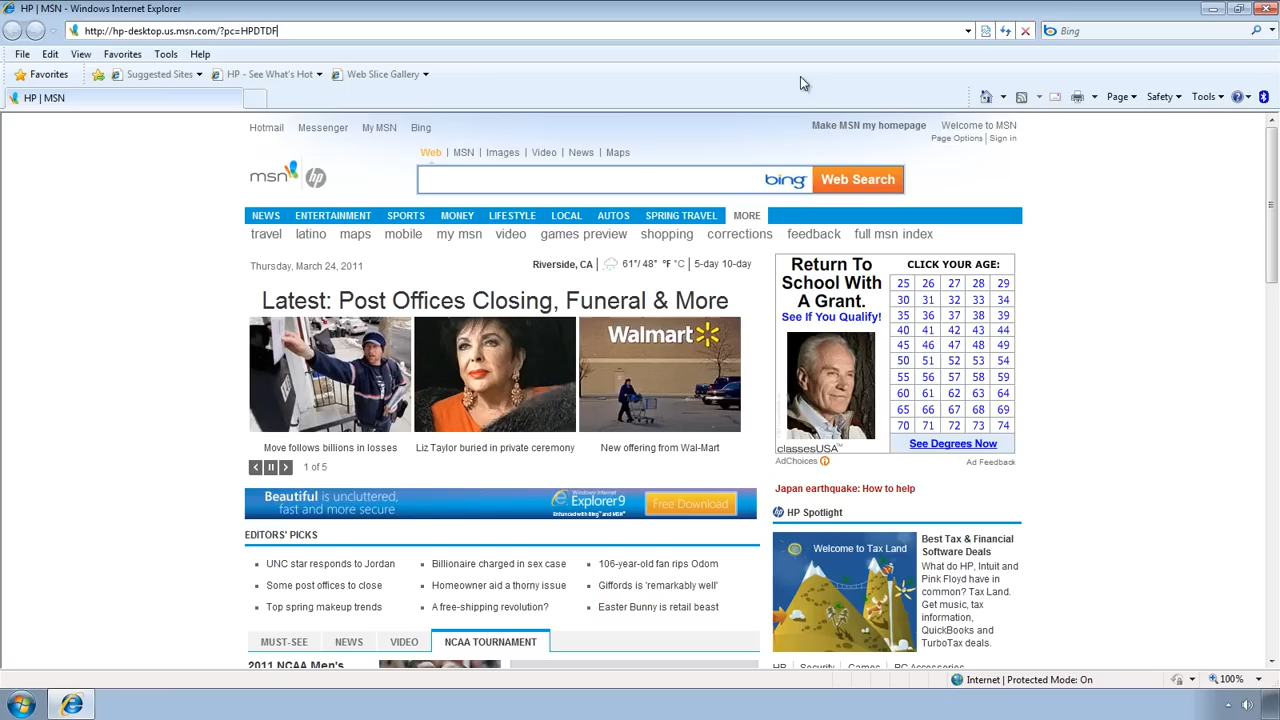 HP | MSN - Windows Internet Explorer
http://hp-desktop.us.msn.com/?pc=HPDTDF
Bing
File Edit View Favorites Tools Help
Favorites Suggested Sites HP - See What's Hot Web Slice Gallery
HP | MSN
Page Safety Tools
Hotmail Messenger My MSN Bing
Make MSN my homepage Welcome to MSN
Page Options | Sign in
Web | MSN | Images | Video | News | Maps
msn hp
bing Web Search
NEWS ENTERTAINMENT SPORTS MONEY LIFESTYLE LOCAL AUTOS SPRING TRAVEL MORE
travel latino maps mobile my msn video games preview shopping corrections feedback full msn index
Thursday, March 24, 2011
Riverside, CA | 61°/ 48° °F °C | 5-day 10-day
Latest: Post Offices Closing, Funeral & More
Walmart
Move follows billions in losses
Liz Taylor buried in private ceremony
New offering from Wal-Mart
1 of 5
Return To
School With
A Grant.
See If You Qualify!
classesUSA™
CLICK YOUR AGE:
25 26 27 28 29
30 31 32 33 34
35 36 37 38 39
40 41 42 43 44
45 46 47 48 49
50 51 52 53 54
55 56 57 58 59
60 61 62 63 64
65 66 67 68 69
70 71 72 73 74
See Degrees Now
AdChoices
Ad Feedback
Beautiful is uncluttered,
fast and more secure
Windows Internet
Explorer9
Enhanced with Bing™ and MSN®
Free Download
Japan earthquake: How to help
HP Spotlight
EDITORS' PICKS
UNC star responds to Jordan
Some post offices to close
Top spring makeup trends
Billionaire charged in sex case
Homeowner aid a thorny issue
A free-shipping revolution?
106-year-old fan rips Odom
Giffords is 'remarkably well'
Easter Bunny is retail beast
Welcome to Tax Land
Best Tax & Financial
Software Deals
What do HP, Intuit and
Pink Floyd have in
common? Tax Land.
Get music, tax
information,
QuickBooks and
TurboTax deals.
MUST-SEE NEWS VIDEO NCAA TOURNAMENT
2011 NCAA Men's
HP Security Games PC Accessories
Internet | Protected Mode: On
100%